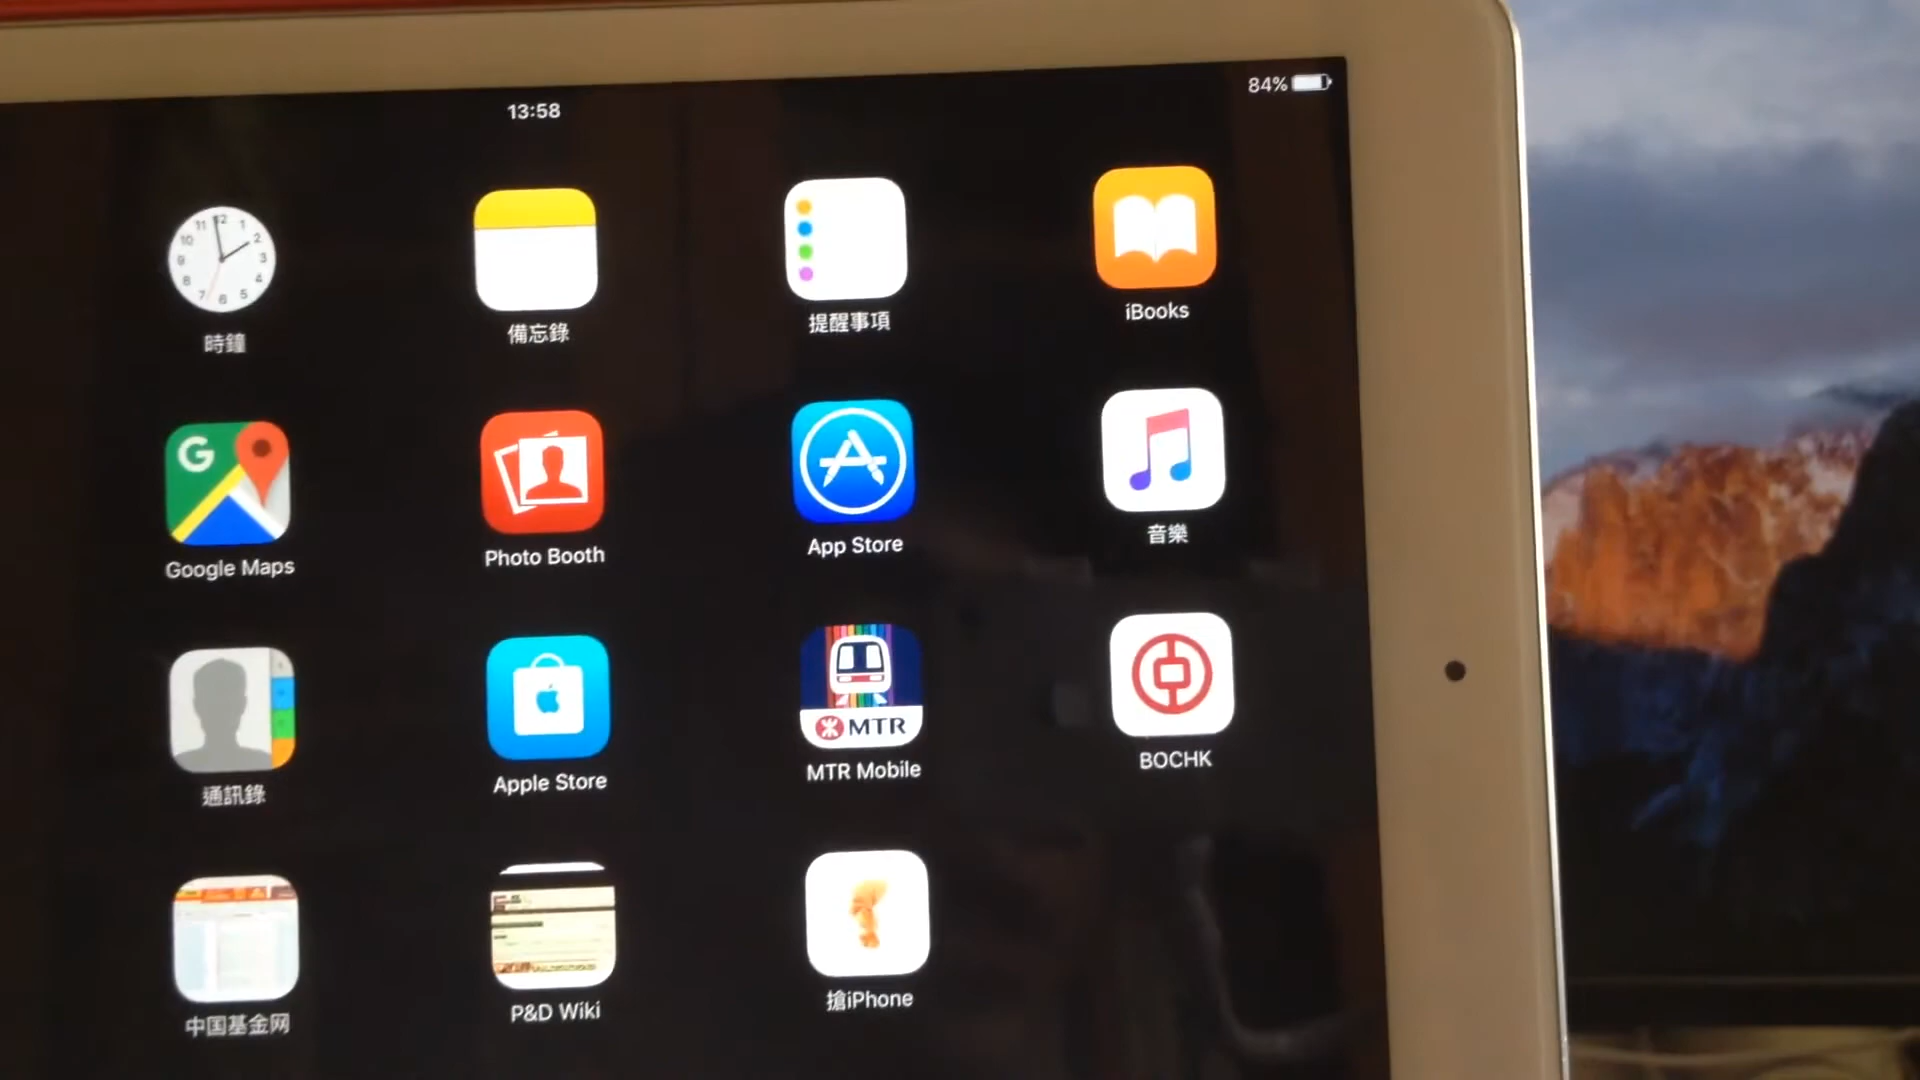 84%
13:58
時鐘
備忘錄
提醒事項
iBooks
G
Google Maps
Photo Booth
App Store
音樂
通訊錄
Apple Store
MTR
MTR Mobile
BOCHK
中国基金网
P&D Wiki
搶iPhone